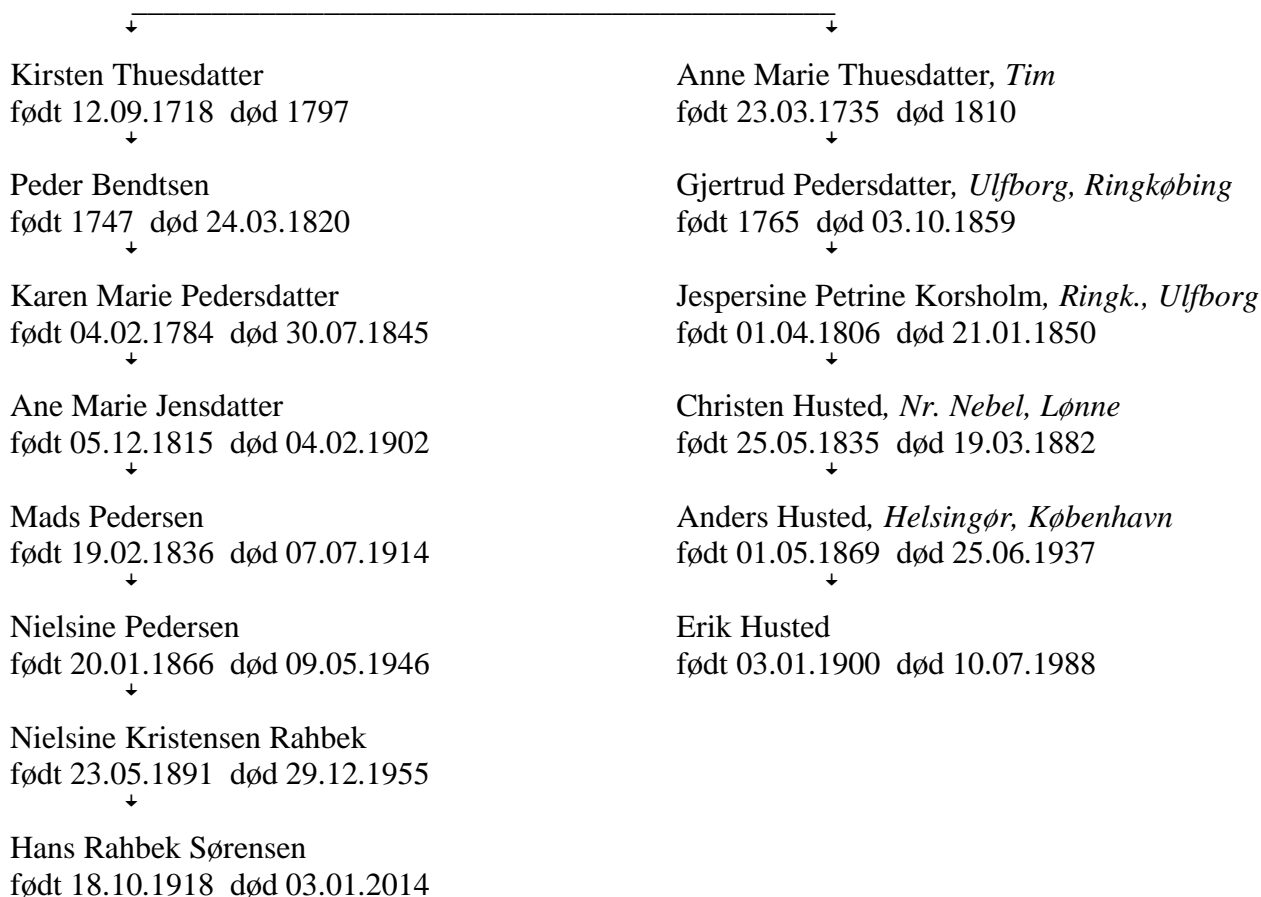 Kirsten Thuesdatter
født 12.09.1718 død 1797
Peder Bendtsen
født 1747 død 24.03.1820
Karen Marie Pedersdatter
født 04.02.1784 død 30.07.1845
Ane Marie Jensdatter
født 05.12.1815 død 04.02.1902
Mads Pedersen
født 19.02.1836 død 07.07.1914
Nielsine Pedersen
født 20.01.1866 død 09.05.1946
Nielsine Kristensen Rahbek
født 23.05.1891 død 29.12.1955
Hans Rahbek Sørensen
født 18.10.1918 død 03.01.2014
Anne Marie Thuesdatter, Tim
født 23.03.1735 død 1810
Gjertrud Pedersdatter, Ulfborg, Ringkøbing
født 1765 død 03.10.1859
Jespersine Petrine Korsholm, Ringk., Ulfborg
født 01.04.1806 død 21.01.1850
Christen Husted, Nr. Nebel, Lønne
født 25.05.1835 død 19.03.1882
Anders Husted, Helsingør, København
født 01.05.1869 død 25.06.1937
Erik Husted
født 03.01.1900 død 10.07.1988